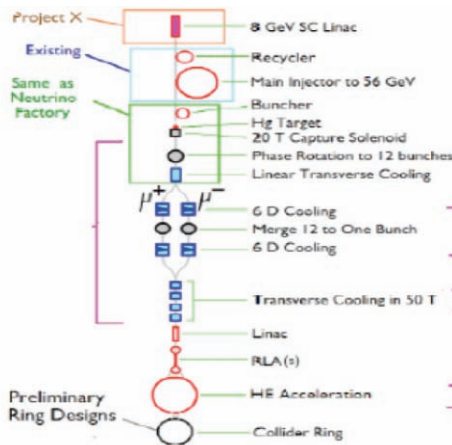 Project X
8 GeV SC Linac
Existing
Recycler
Main Injector to 56 GeV
Same as
Neutrino
Factory
Buncher
Hg Target
20 T Capture Solenoid
Phase Rotation to 12 bunches
Linear Transverse Cooling
μ+ μ−
6 D Cooling
Merge 12 to One Bunch
6 D Cooling
Transverse Cooling in 50 T
Linac
RLA(s)
HE Acceleration
Preliminary
Ring Designs
Collider Ring